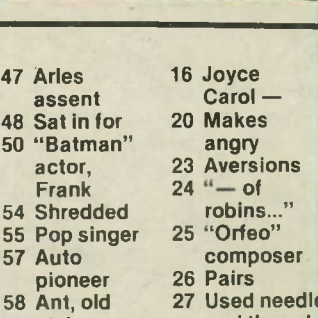 47 Arles
assent
48 Sat in for
50 “Batman”
actor,
Frank
54 Shredded
55 Pop singer
57 Auto
pioneer
58 Ant, old
16 Joyce
Carol —
20 Makes
angry
23 Aversions
24 “— of
robins...”
25 “Orfeo”
composer
26 Pairs
27 Used needle